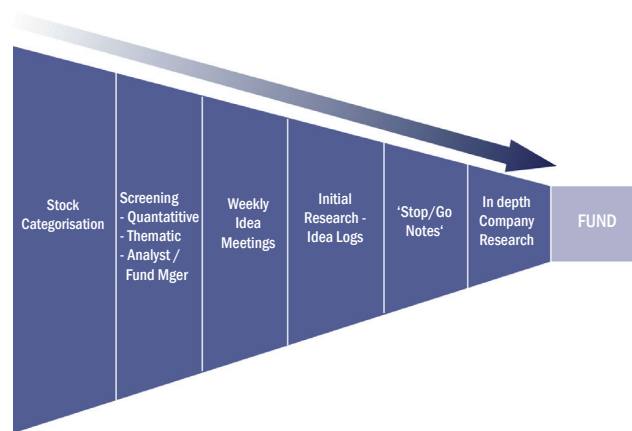 Stock
Categorisation
Screening
- Quantatitive
- Thematic
- Analyst /
Fund Mger
Weekly
Idea
Meetings
Initial
Research -
Idea Logs
‘Stop/Go
Notes‘
In depth
Company
Research
FUND